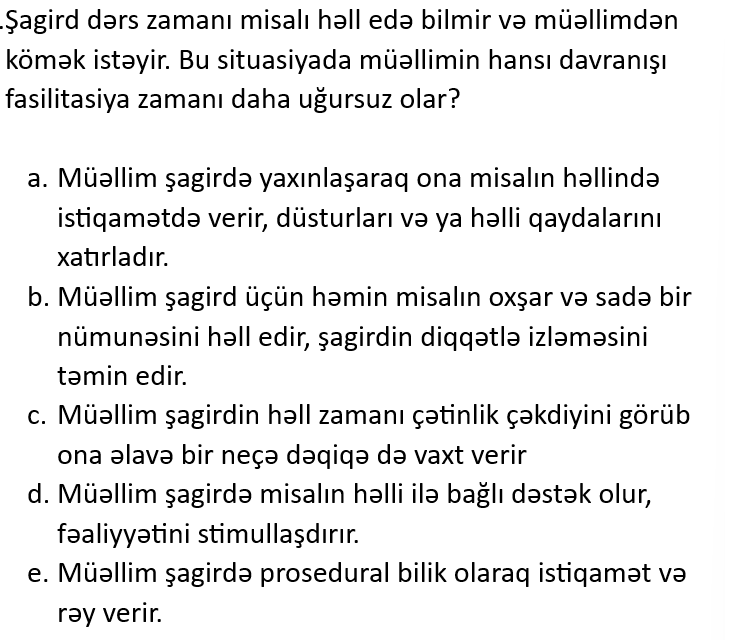 .Şagird dərs zamanı misalı həll edə bilmir və müəllimdən
kömək istəyir. Bu situasiyada müəllimin hansı davranışı
fasilitasiya zamanı daha uğursuz olar?
a. Müəllim şagirdə yaxınlaşaraq ona misalın həllində
istiqamətdə verir, düsturları və ya həlli qaydalarını
xatırladır.
b. Müəllim şagird üçün həmin misalın oxşar və sadə bir
nümunəsini həll edir, şagirdin diqqətlə izləməsini
təmin edir.
c. Müəllim şagirdin həll zamanı çətinlik çəkdiyini görüb
ona əlavə bir neçə dəqiqə də vaxt verir
d. Müəllim şagirdə misalın həlli ilə bağlı dəstək olur,
fəaliyyətini stimullaşdırır.
e. Müəllim şagirdə prosedural bilik olaraq istiqamət və
rəy verir.